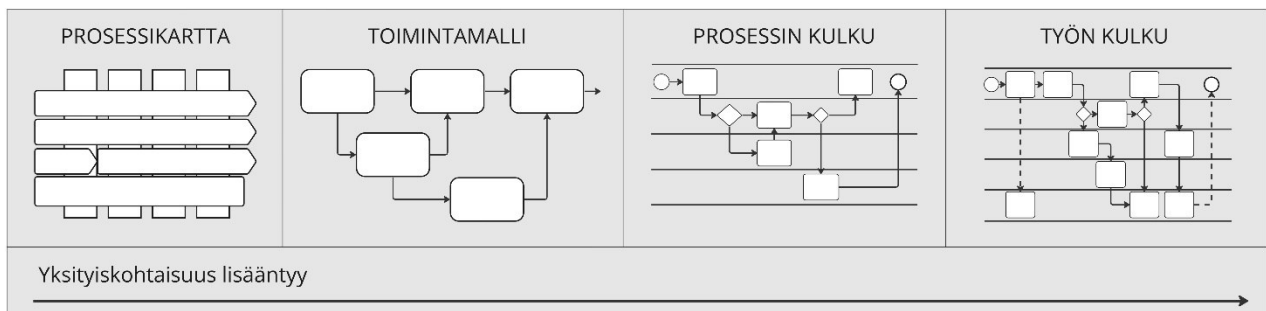 PROSESSIKARTTA
TOIMINTAMALLI
PROSESSIN KULKU
TYÖN KULKU
Yksityiskohtaisuus lisääntyy